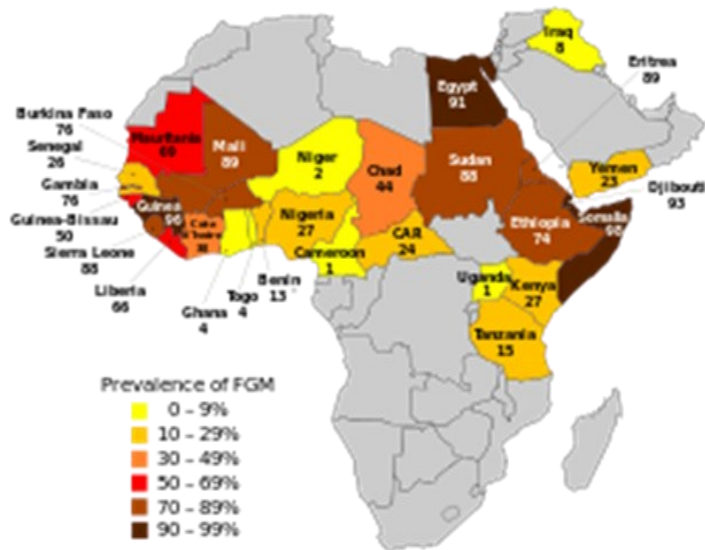 Iraq
8
Eritrea
89
Egypt
91
Burkina Faso
76
Mauritania
69
Mali
89
Senegal
26
Niger
2
Chad
44
Sudan
88
Yemen
23
Gambia
76
Djibouti
93
Guinea-Bissau
50
Guinea
96
Nigeria
27
CAR
24
Ethiopia
74
Somalia
98
Sierra Leone
88
Cameroon
1
Liberia
66
Ghana
4
Togo
4
Benin
13
Uganda
1
Kenya
27
Tanzania
15
Prevalence of FGM
0 – 9%
10 – 29%
30 – 49%
50 – 69%
70 – 89%
90 – 99%